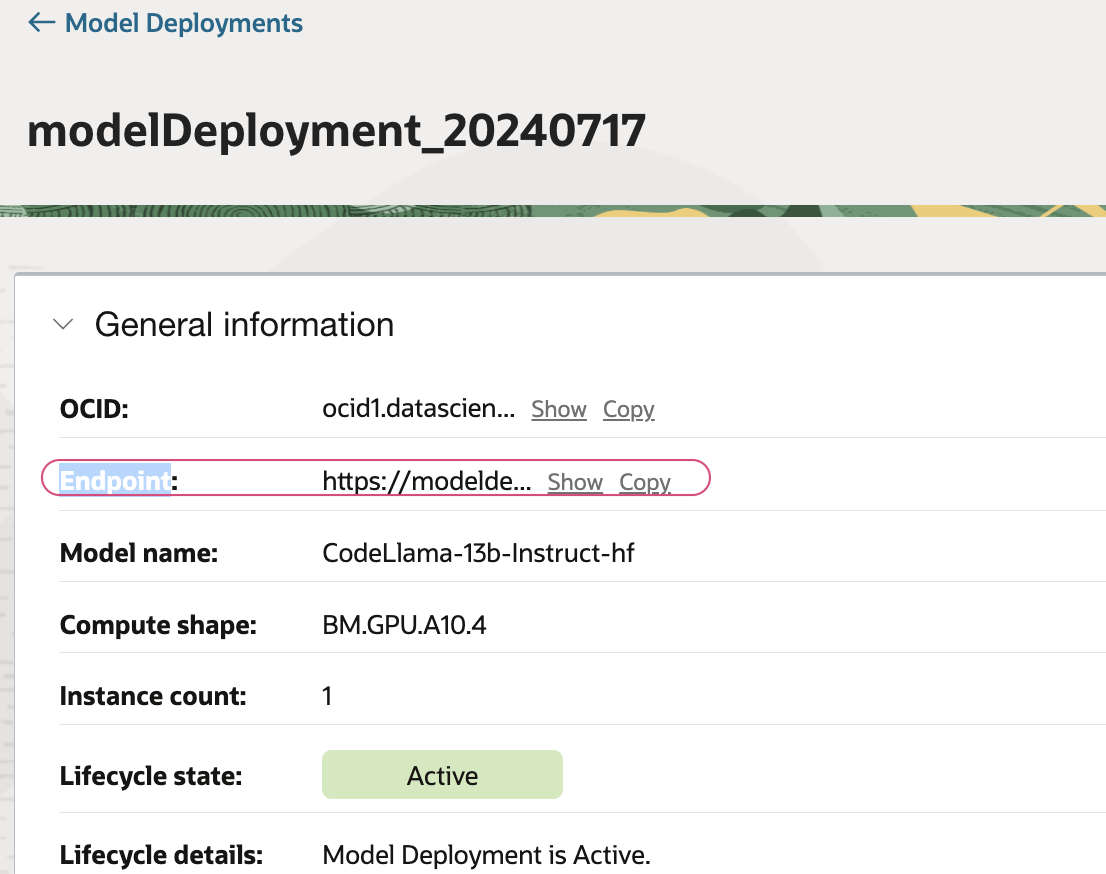 ← Model Deployments
modelDeployment_20240717
General information
OCID: ocid1.datascien... Show Copy
Endpoint: https://modelde... Show Copy
Model name: CodeLlama-13b-Instruct-hf
Compute shape: BM.GPU.A10.4
Instance count: 1
Lifecycle state: Active
Lifecycle details: Model Deployment is Active.